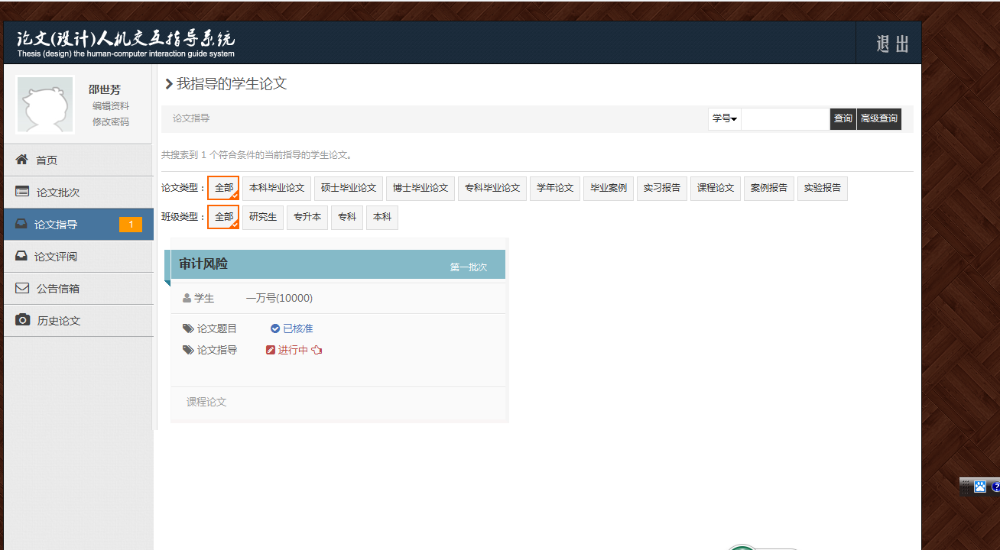 论文(设计)人机交互指导系统
Thesis (design) the human-computer interaction guide system
退出
邵世芳
编辑资料
修改密码
首页
论文批次
论文指导 1
论文评阅
公告信箱
历史论文
我指导的学生论文
论文指导 学号 查询 高级查询
共搜索到 1 个符合条件的当前指导的学生论文。
论文类型： 全部 本科毕业论文 硕士毕业论文 博士毕业论文 专科毕业论文 学年论文 毕业案例 实习报告 课程论文 案例报告 实验报告
班级类型： 全部 研究生 专升本 专科 本科
审计风险 第一批次
学生 一万号(10000)
论文题目 已核准
论文指导 进行中
课程论文
?